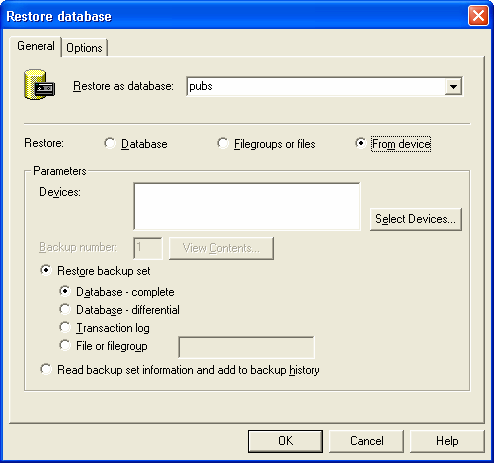 Restore database
General Options
Restore as database: pubs
Restore: Database Filegroups or files From device
Parameters
Devices:
Select Devices...
Backup number: 1 View Contents...
Restore backup set
Database - complete
Database - differential
Transaction log
File or filegroup
Read backup set information and add to backup history
OK Cancel Help